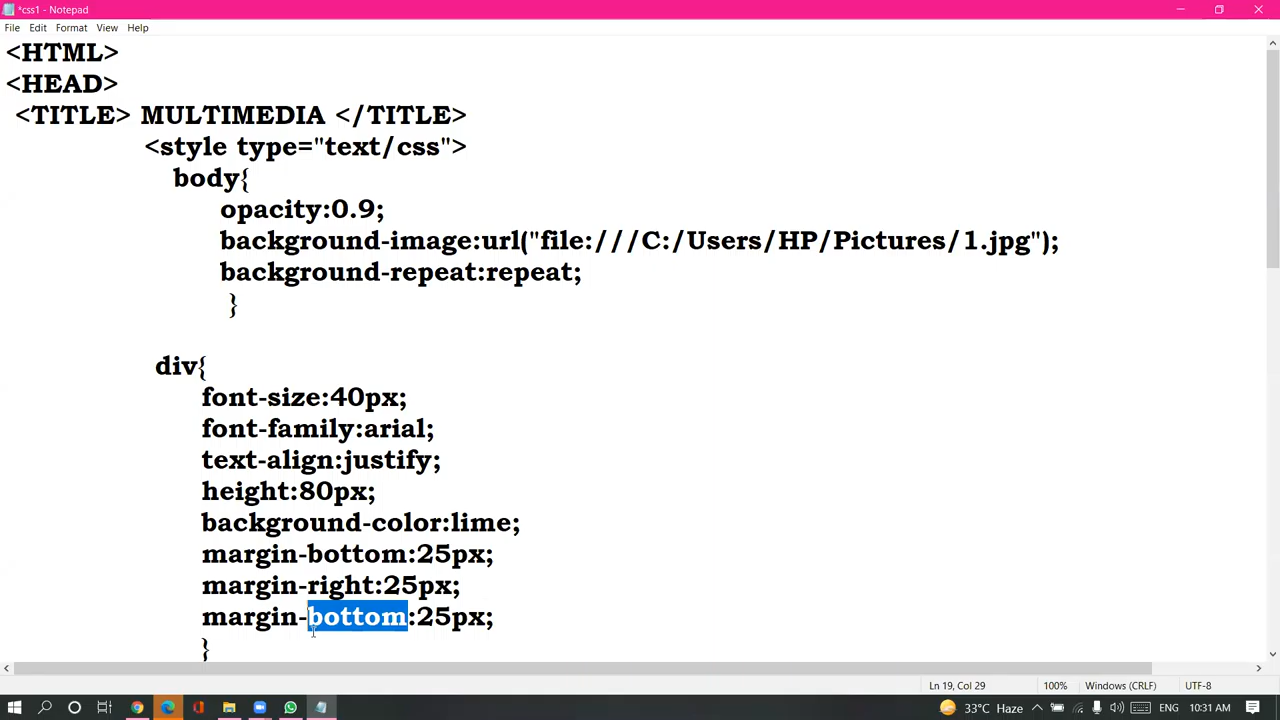 *css1 - Notepad
File Edit Format View Help
<HTML>
<HEAD>
<TITLE> MULTIMEDIA </TITLE>
<style type="text/css">
body{
opacity:0.9;
background-image:url("file:///C:/Users/HP/Pictures/1.jpg");
background-repeat:repeat;
}
div{
font-size:40px;
font-family:arial;
text-align:justify;
height:80px;
background-color:lime;
margin-bottom:25px;
margin-right:25px;
margin-bottom:25px;
}
Ln 19, Col 29 100% Windows (CRLF) UTF-8
33°C Haze ENG 10:31 AM